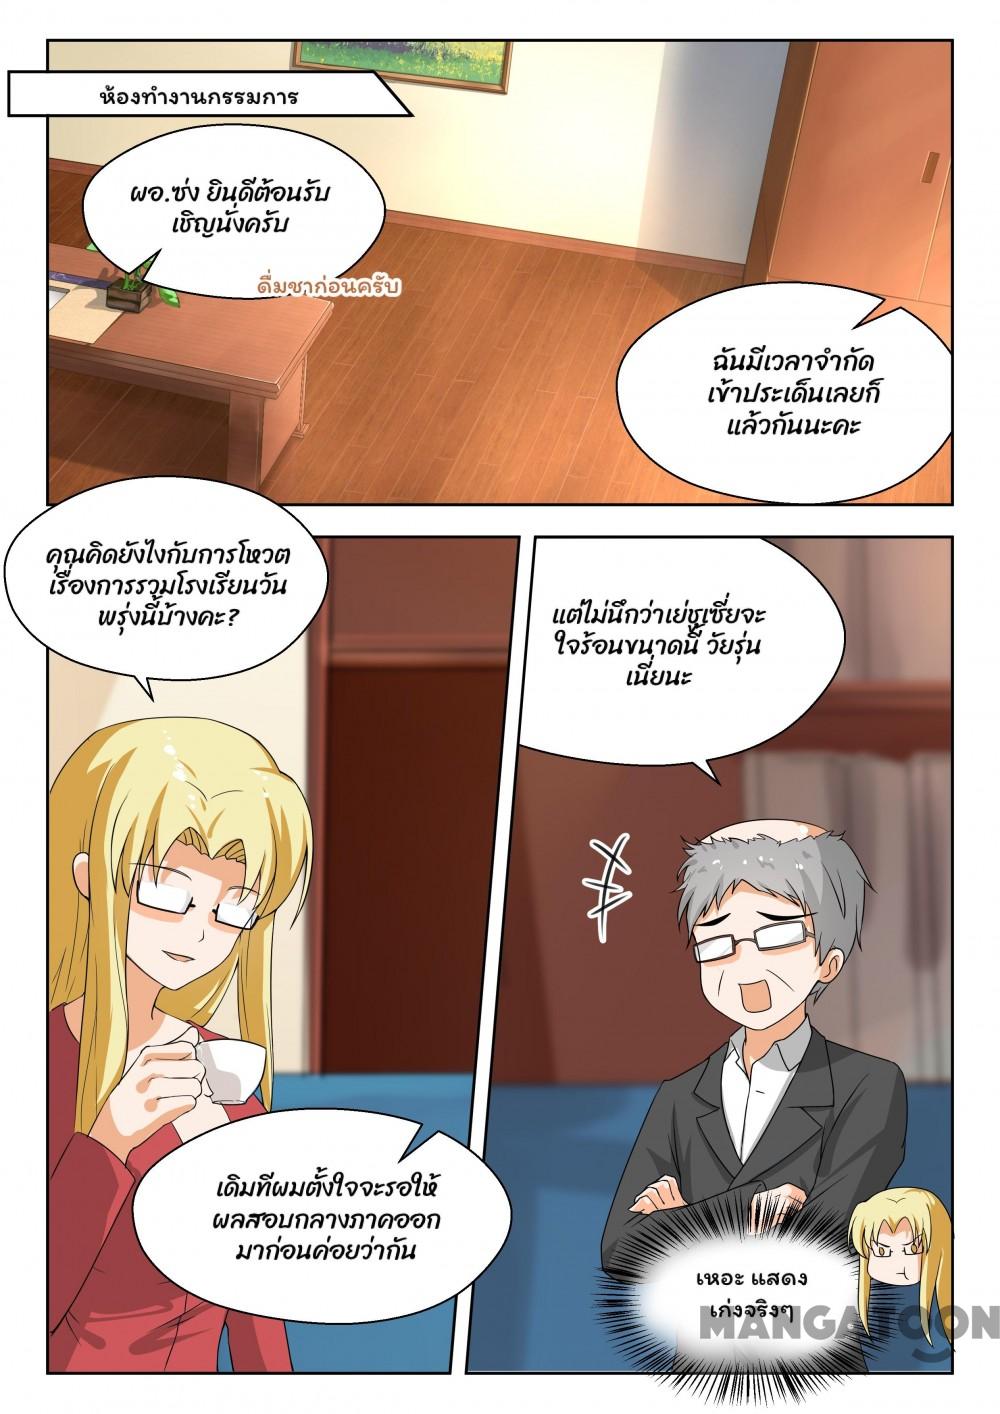 ห้องทำงานกรรมการ
ผอ.ซ่ง ยินดีต้อนรับ
เชิญนั่งครับ
ดื่มชาก่อนครับ
ฉันมีเวลาจำกัด
เข้าประเด็นเลยก็
แล้วกันนะคะ
คุณคิดยังไงกับการโหวต
เรื่องการรวมโรงเรียนวัน
พรุ่งนี้บ้างคะ?
เดิมทีผมตั้งใจจะรอให้
ผลสอบกลางภาคออก
มาก่อนค่อยว่ากัน
แต่ไม่นึกว่าเย่ชูเซี่ยจะ
ใจร้อนขนาดนี้ วัยรุ่น
เนี่ยนะ
เหอะ แสดง
เก่งจริงๆ
MANGATOON